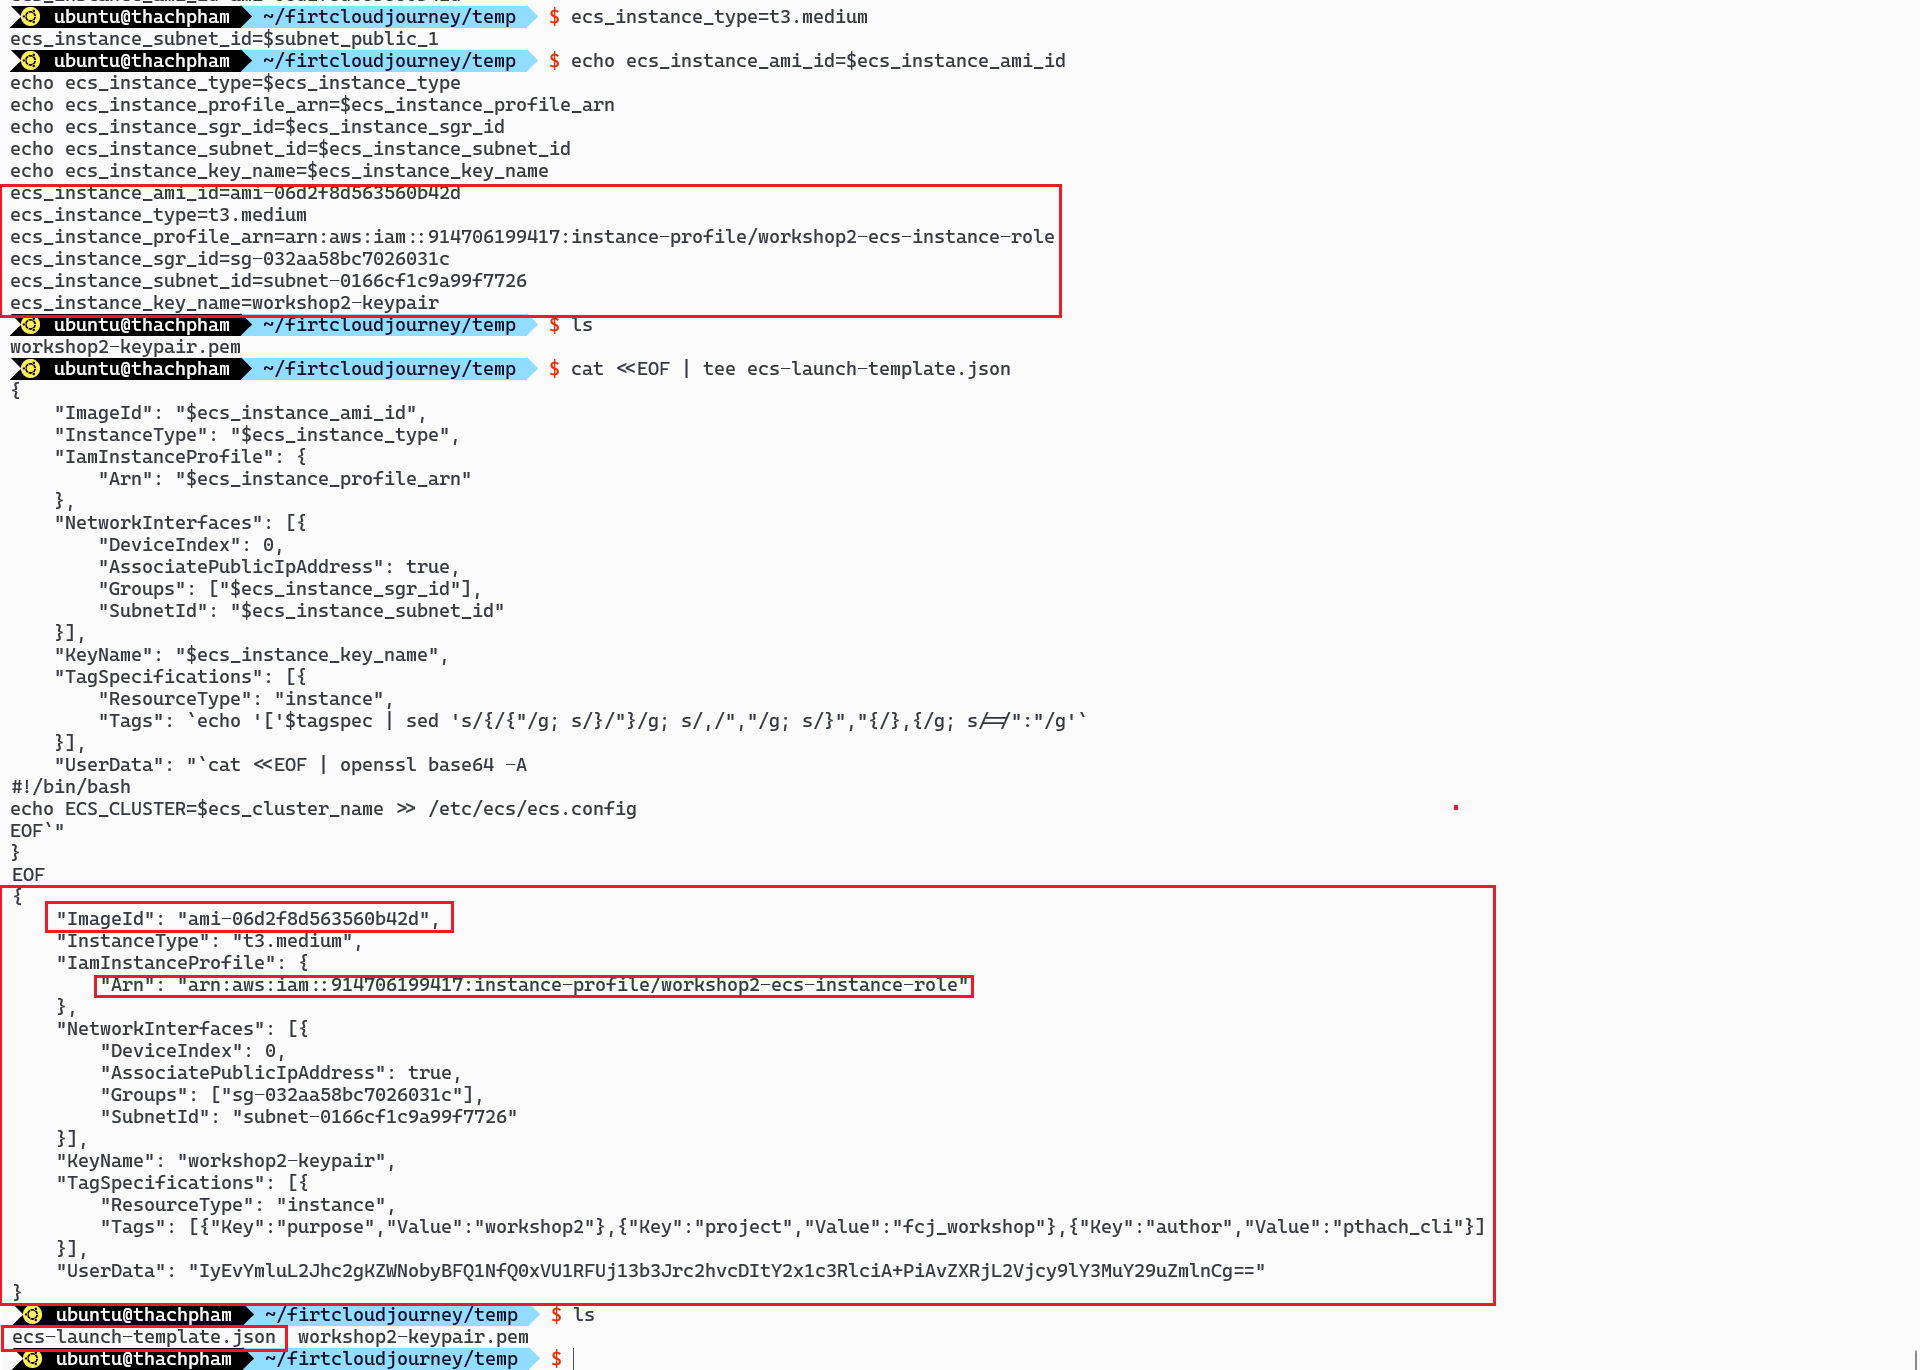 ubuntu@thachpham ~/firtcloudjourney/temp $ ecs_instance_type=t3.medium
ecs_instance_subnet_id=$subnet_public_1
ubuntu@thachpham ~/firtcloudjourney/temp $ echo ecs_instance_ami_id=$ecs_instance_ami_id
echo ecs_instance_type=$ecs_instance_type
echo ecs_instance_profile_arn=$ecs_instance_profile_arn
echo ecs_instance_sgr_id=$ecs_instance_sgr_id
echo ecs_instance_subnet_id=$ecs_instance_subnet_id
echo ecs_instance_key_name=$ecs_instance_key_name
ecs_instance_ami_id=ami-06d2f8d563560b42d
ecs_instance_type=t3.medium
ecs_instance_profile_arn=arn:aws:iam::914706199417:instance-profile/workshop2-ecs-instance-role
ecs_instance_sgr_id=sg-032aa58bc7026031c
ecs_instance_subnet_id=subnet-0166cf1c9a99f7726
ecs_instance_key_name=workshop2-keypair
ubuntu@thachpham ~/firtcloudjourney/temp $ ls
workshop2-keypair.pem
ubuntu@thachpham ~/firtcloudjourney/temp $ cat <<EOF | tee ecs-launch-template.json
{
    "ImageId": "$ecs_instance_ami_id",
    "InstanceType": "$ecs_instance_type",
    "IamInstanceProfile": {
        "Arn": "$ecs_instance_profile_arn"
    },
    "NetworkInterfaces": [{
        "DeviceIndex": 0,
        "AssociatePublicIpAddress": true,
        "Groups": ["$ecs_instance_sgr_id"],
        "SubnetId": "$ecs_instance_subnet_id"
    }],
    "KeyName": "$ecs_instance_key_name",
    "TagSpecifications": [{
        "ResourceType": "instance",
        "Tags": `echo '['$tagspec | sed 's/{/{"/g; s/}/"}/g; s/,/","/g; s/}","{/},{/g; s/=/":"/g'`
    }],
    "UserData": "`cat <<EOF | openssl base64 -A
#!/bin/bash
echo ECS_CLUSTER=$ecs_cluster_name >> /etc/ecs/ecs.config
EOF`"
}
EOF
{
    "ImageId": "ami-06d2f8d563560b42d",
    "InstanceType": "t3.medium",
    "IamInstanceProfile": {
        "Arn": "arn:aws:iam::914706199417:instance-profile/workshop2-ecs-instance-role"
    },
    "NetworkInterfaces": [{
        "DeviceIndex": 0,
        "AssociatePublicIpAddress": true,
        "Groups": ["sg-032aa58bc7026031c"],
        "SubnetId": "subnet-0166cf1c9a99f7726"
    }],
    "KeyName": "workshop2-keypair",
    "TagSpecifications": [{
        "ResourceType": "instance",
        "Tags": [{"Key":"purpose","Value":"workshop2"},{"Key":"project","Value":"fcj_workshop"},{"Key":"author","Value":"pthach_cli"}]
    }],
    "UserData": "IyEvYmluL2Jhc2gKZWNobyBFQ1NfQ0xVU1RFUj13b3Jrc2hvcDItY2x1c3RlciA+PiAvZXRjL2Vjcy9lY3MuY29uZmlnCg=="
}
ubuntu@thachpham ~/firtcloudjourney/temp $ ls
ecs-launch-template.json workshop2-keypair.pem
ubuntu@thachpham ~/firtcloudjourney/temp $